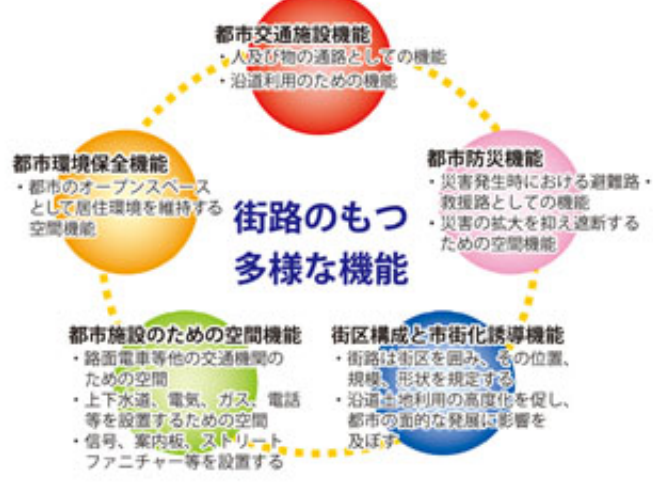 都市交通施設機能
・人及び物の通路としての機能
・沿道利用のための機能
都市環境保全機能
・都市のオープンスペース
として居住環境を維持する
空間機能
都市防災機能
・災害発生時における避難路・
救援路としての機能
・災害の拡大を抑え遮断する
ための空間機能
街路のもつ
多様な機能
都市施設のための空間機能
・路面電車等他の交通機関の
ための空間
・上下水道、電気、ガス、電話
等を設置するための空間
・信号、案内板、ストリート
ファニチャー等を設置する
街区構成と市街化誘導機能
・街路は街区を囲み、その位置、
規模、形状を規定する
・沿道土地利用の高度化を促し、
都市の面的な発展に影響を
及ぼす